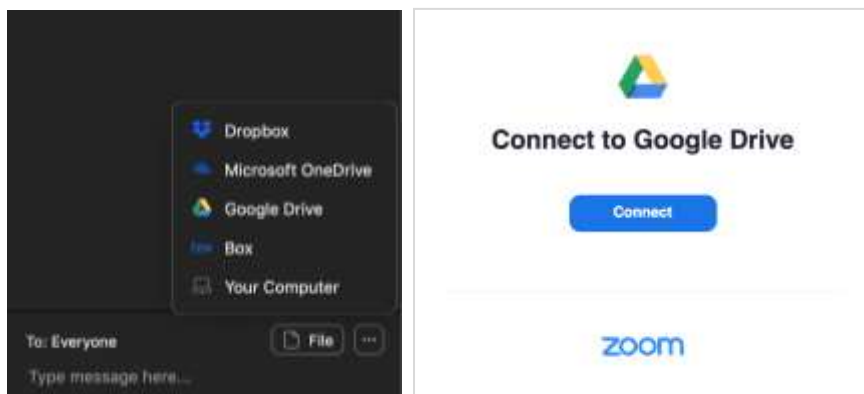 Dropbox
Microsoft OneDrive
Google Drive
box Box
Your Computer
To: Everyone
File
Type message here...
Connect to Google Drive
Connect
zoom